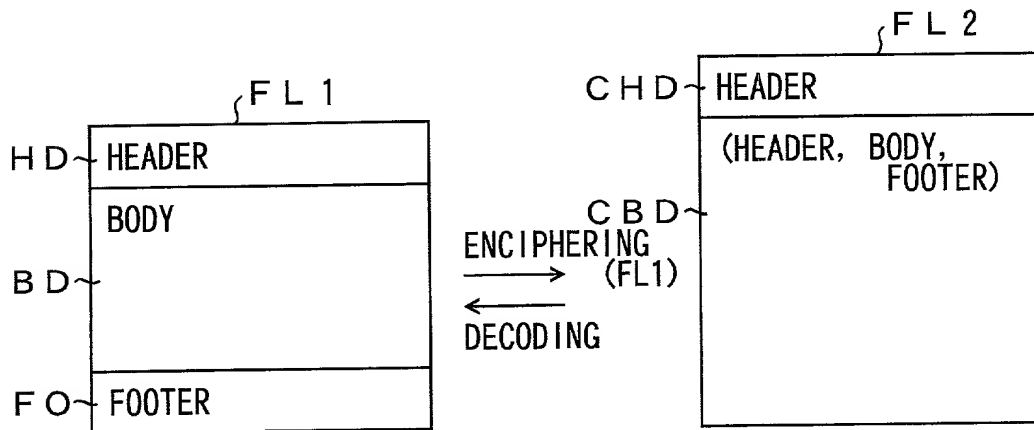 FL1
HD
HEADER
BODY
BD
FO
FOOTER
ENCIPHERING
DECODING
FL2
CHD
HEADER
(HEADER, BODY,
FOOTER)
CBD
(FL1)